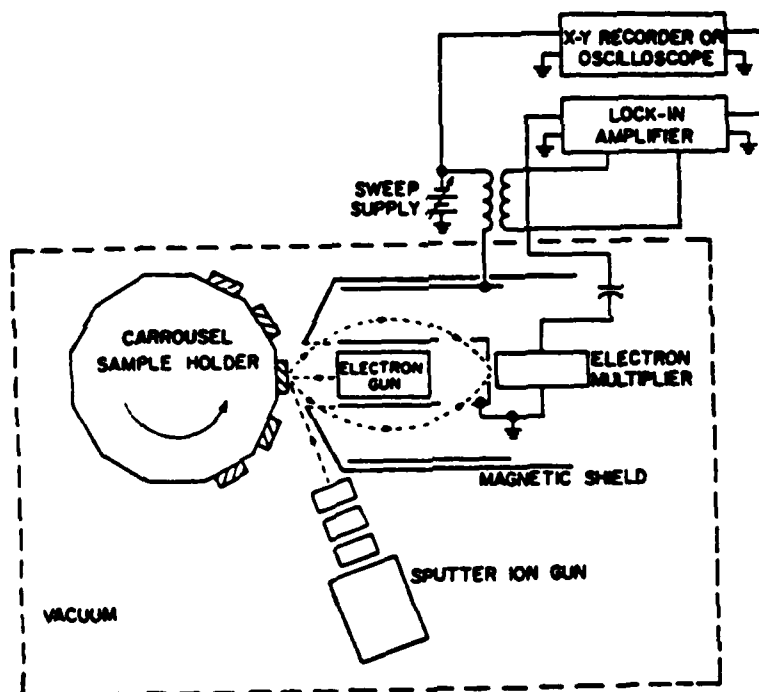 X-Y RECORDER OR
OSCILLOSCOPE
LOCK-IN
AMPLIFIER
SWEEP
SUPPLY
CARROUSEL
SAMPLE HOLDER
ELECTRON
GUN
ELECTRON
MULTIPLIER
MAGNETIC SHIELD
SPUTTER ION GUN
VACUUM